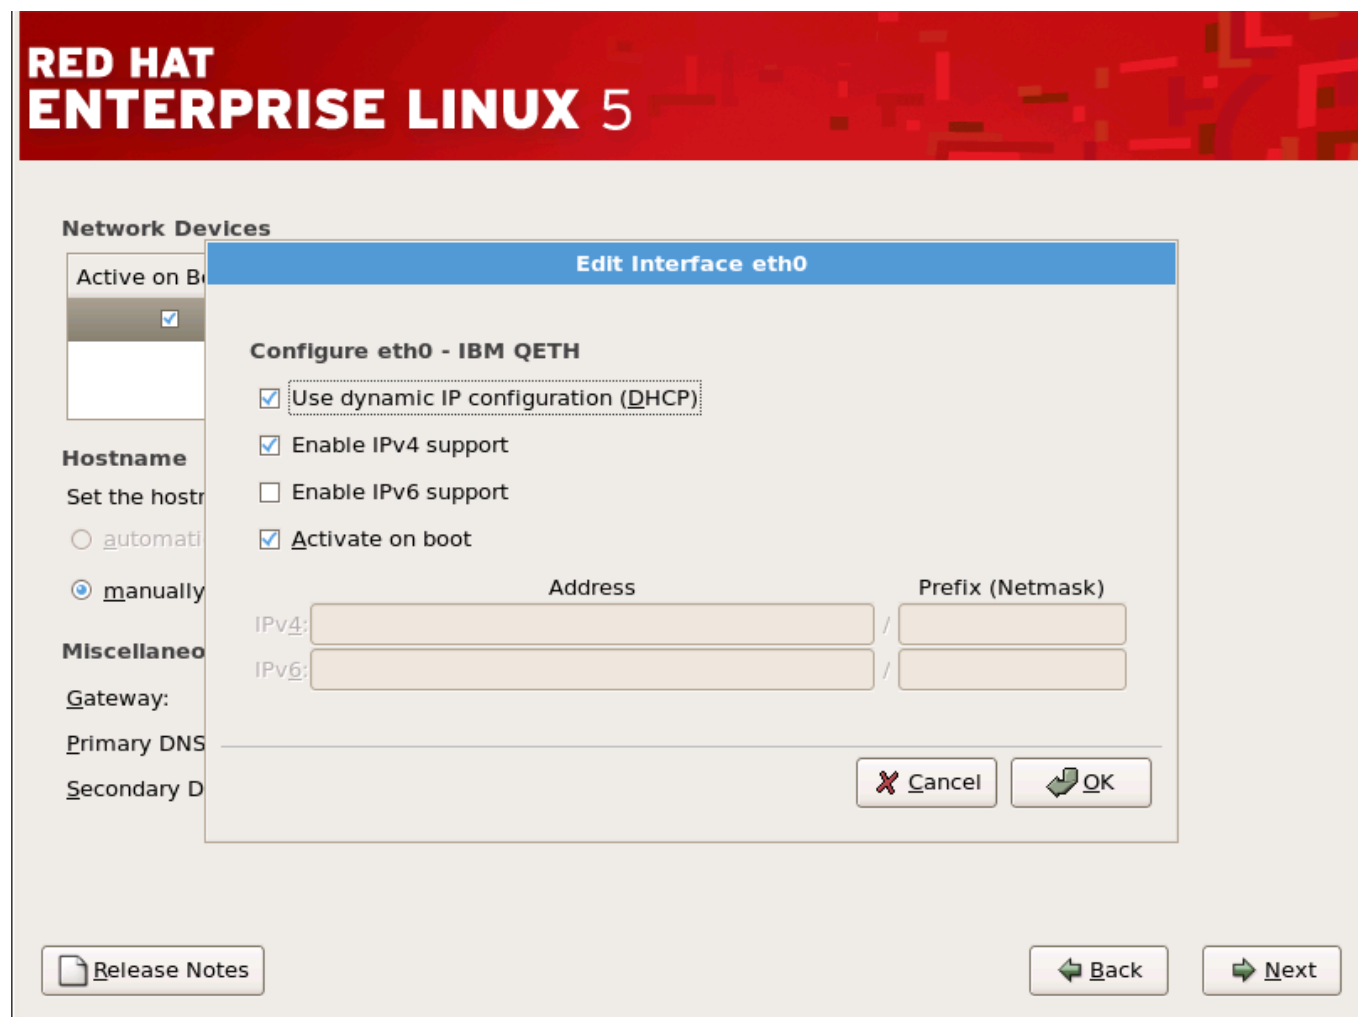 RED HAT
ENTERPRISE LINUX 5
Network Devices
Active on B
Edit Interface eth0
Configure eth0 - IBM QETH
Use dynamic IP configuration (DHCP)
Enable IPv4 support
Enable IPv6 support
Activate on boot
Address Prefix (Netmask)
IPv4: /
IPv6: /
Cancel OK
Hostname
Set the host
automati
manually
Miscellaneo
Gateway:
Primary DNS
Secondary D
Release Notes Back Next